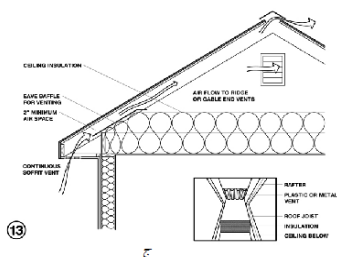 CEILING INSULATION
EAVE BAFFLE
FOR VENTING
2" MINIMUM
AIR SPACE
CONTINUOUS
SOFFIT VENT
AIR FLOW TO RIDGE
OR GABLE END VENTS
RAFTER
PLASTIC OR METAL
VENT
ROOF JOIST
INSULATION
CEILING BELOW
13